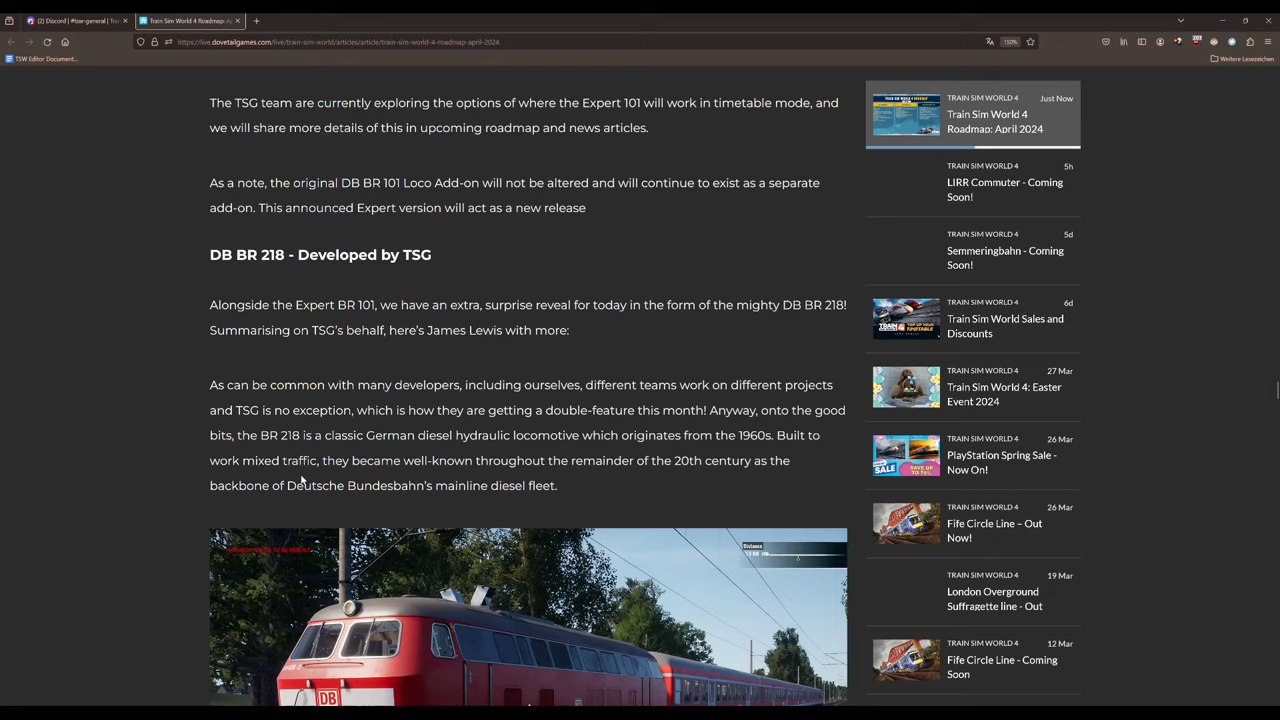 (2) Discord | #tsw-general | Trai
Train Sim World 4 Roadmap: Ap
https://live.dovetailgames.com/live/train-sim-world/articles/article/train-sim-world-4-roadmap-april-2024
150%
203
TSW Editor Document...
Weitere Lesezeichen
The TSG team are currently exploring the options of where the Expert 101 will work in timetable mode, and
we will share more details of this in upcoming roadmap and news articles.
As a note, the original DB BR 101 Loco Add-on will not be altered and will continue to exist as a separate
add-on. This announced Expert version will act as a new release
DB BR 218 - Developed by TSG
Alongside the Expert BR 101, we have an extra, surprise reveal for today in the form of the mighty DB BR 218!
Summarising on TSG's behalf, here's James Lewis with more:
As can be common with many developers, including ourselves, different teams work on different projects
and TSG is no exception, which is how they are getting a double-feature this month! Anyway, onto the good
bits, the BR 218 is a classic German diesel hydraulic locomotive which originates from the 1960s. Built to
work mixed traffic, they became well-known throughout the remainder of the 20th century as the
backbone of Deutsche Bundesbahn's mainline diesel fleet.
Distance
DB
TRAIN SIM WORLD 4
Just Now
Train Sim World 4
Roadmap: April 2024
TRAIN SIM WORLD 4
5h
LIRR Commuter - Coming
Soon!
TRAIN SIM WORLD 4
5d
Semmeringbahn - Coming
Soon!
TRAIN SIM WORLD 4
6d
Train Sim World Sales and
Discounts
TRAIN SIM WORLD 4
27 Mar
Train Sim World 4: Easter
Event 2024
TRAIN SIM WORLD 4
26 Mar
PlayStation Spring Sale -
Now On!
TRAIN SIM WORLD 4
26 Mar
Fife Circle Line – Out
Now!
TRAIN SIM WORLD 4
19 Mar
London Overground
Suffragette line - Out
TRAIN SIM WORLD 4
12 Mar
Fife Circle Line - Coming
Soon